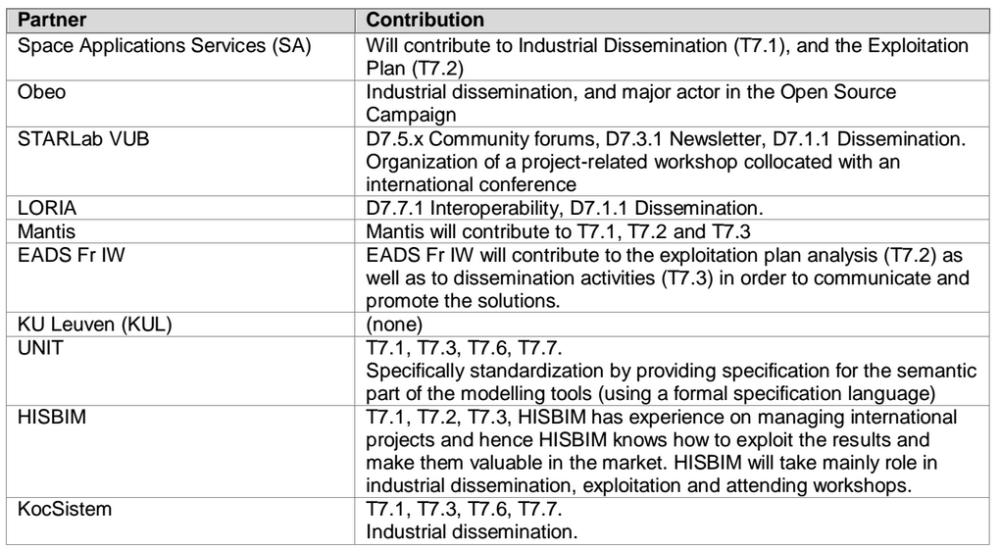 Partner Contribution
Space Applications Services (SA) Will contribute to Industrial Dissemination (T7.1), and the Exploitation
Plan (T7.2)
Obeo Industrial dissemination, and major actor in the Open Source
Campaign
STARLab VUB D7.5.x Community forums, D7.3.1 Newsletter, D7.1.1 Dissemination.
Organization of a project-related workshop collocated with an
international conference
LORIA D7.7.1 Interoperability, D7.1.1 Dissemination.
Mantis Mantis will contribute to T7.1, T7.2 and T7.3
EADS Fr IW EADS Fr IW will contribute to the exploitation plan analysis (T7.2) as
well as to dissemination activities (T7.3) in order to communicate and
promote the solutions.
KU Leuven (KUL) (none)
UNIT T7.1, T7.3, T7.6, T7.7.
Specifically standardization by providing specification for the semantic
part of the modelling tools (using a formal specification language)
HISBIM T7.1, T7.2, T7.3, HISBIM has experience on managing international
projects and hence HISBIM knows how to exploit the results and
make them valuable in the market. HISBIM will take mainly role in
industrial dissemination, exploitation and attending workshops.
KocSistem T7.1, T7.3, T7.6, T7.7.
Industrial dissemination.